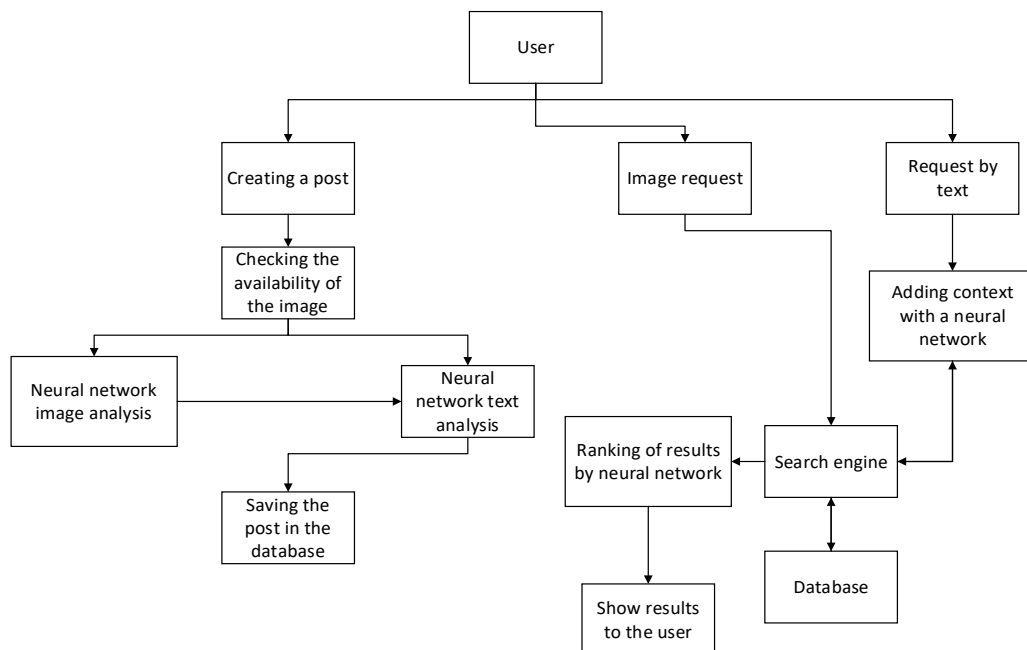 User
Creating a post
Image request
Request by
text
Checking the
availability of
the image
Adding context
with a neural
network
Neural network
image analysis
Neural
network text
analysis
Ranking of results
by neural network
Search engine
Saving the
post in the
database
Database
Show results
to the user